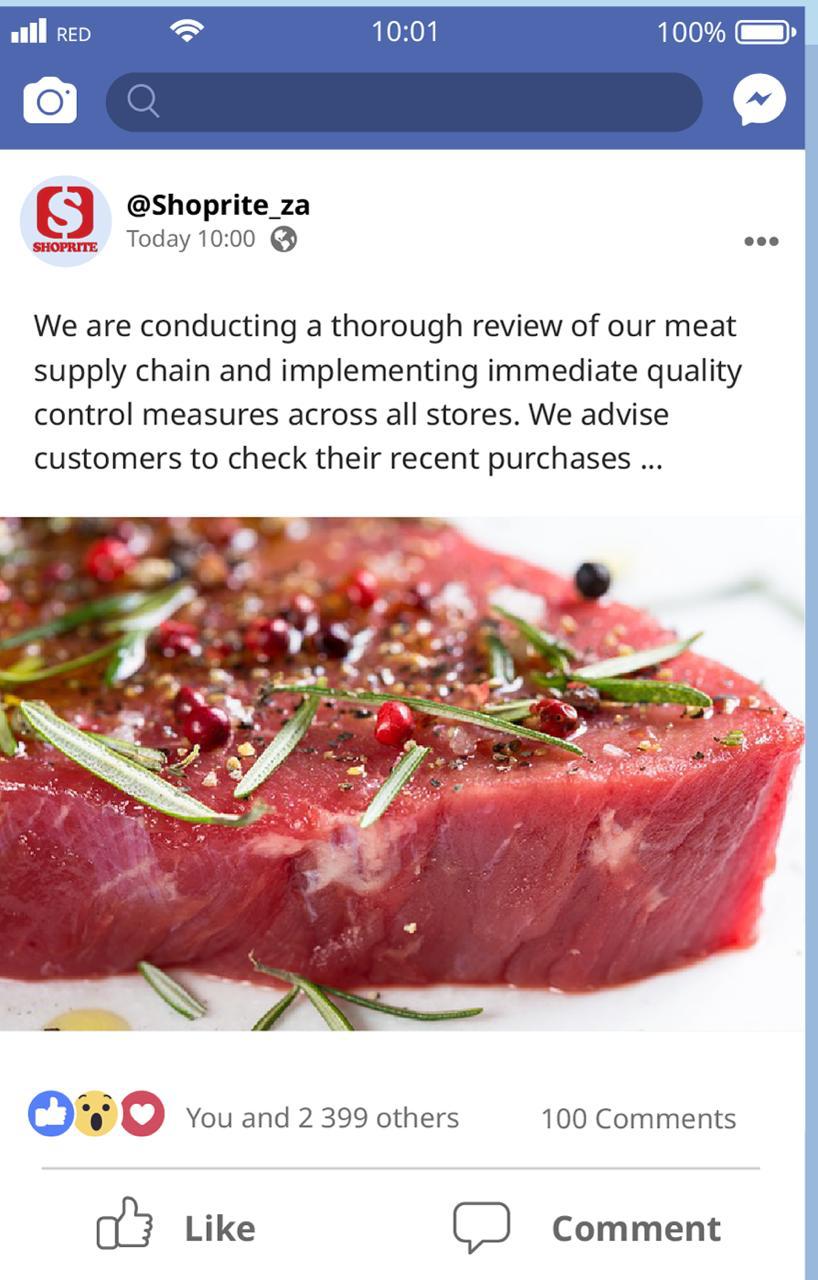 RED 10:01 100%
SHOPRITE
@Shoprite_za
Today 10:00
We are conducting a thorough review of our meat
supply chain and implementing immediate quality
control measures across all stores. We advise
customers to check their recent purchases ...
You and 2 399 others 100 Comments
Like Comment